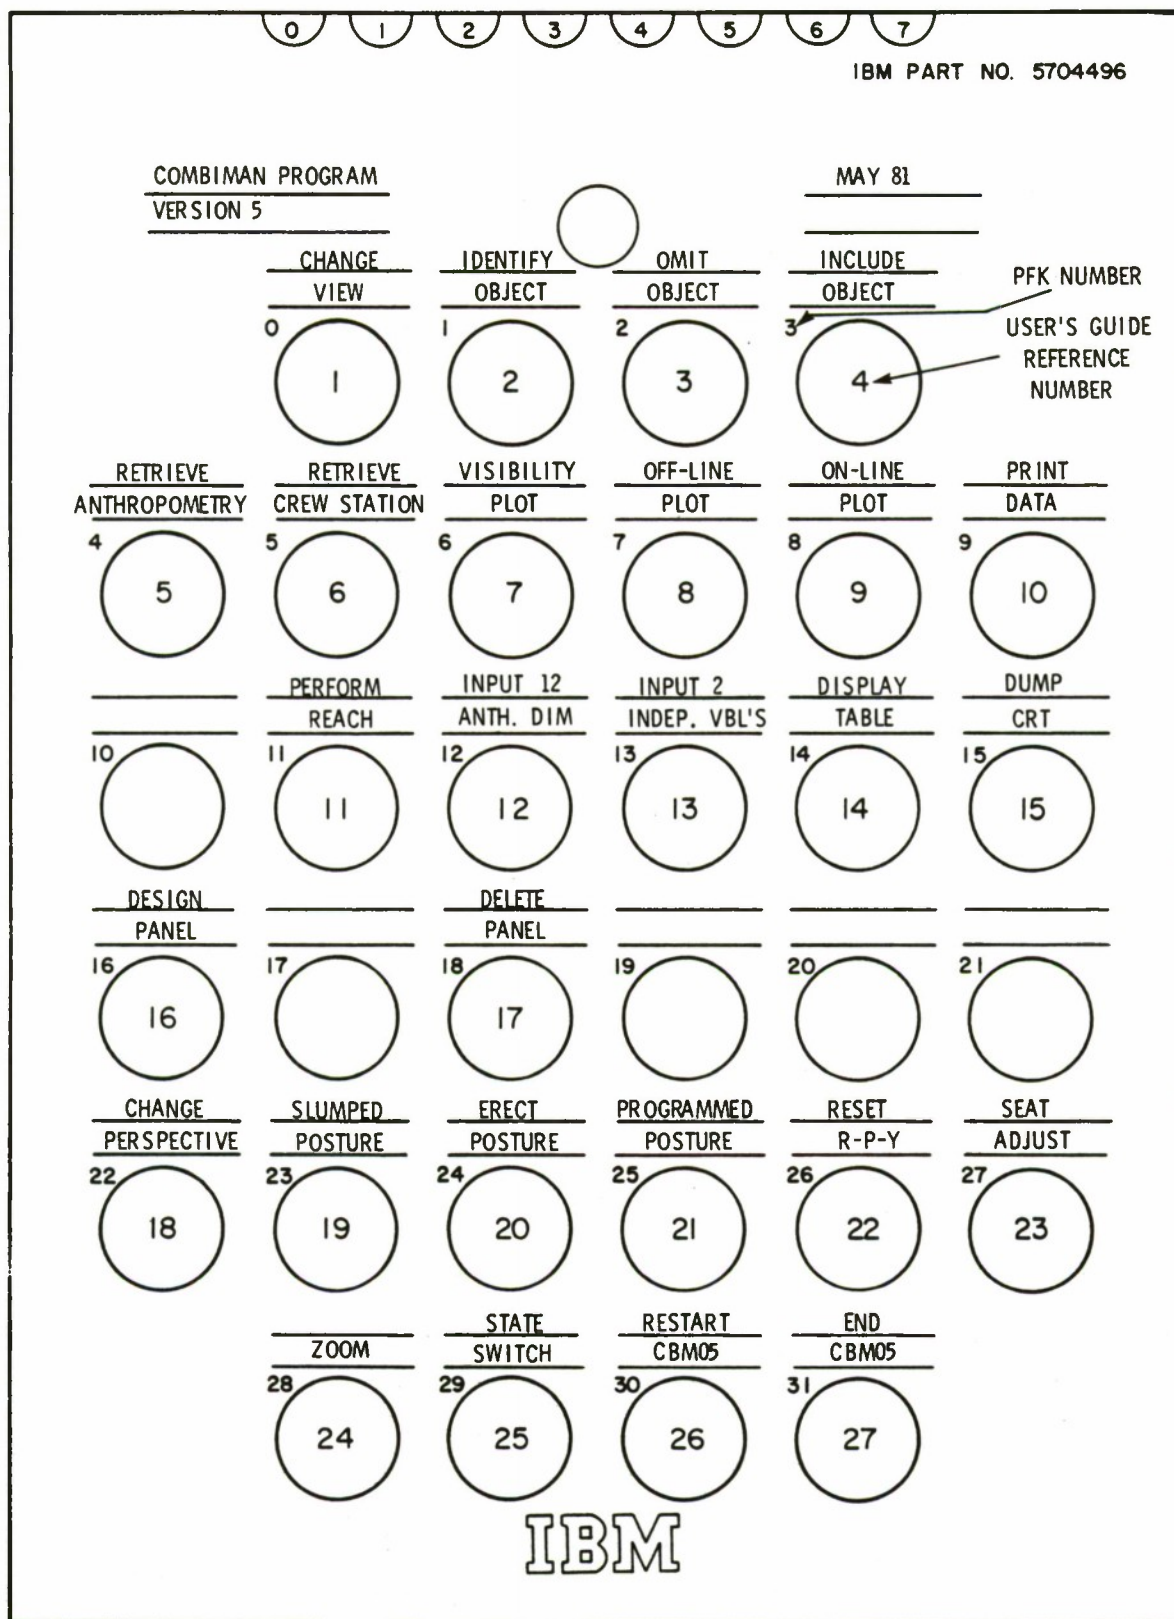 0 1 2 3 4 5 6 7
IBM PART NO. 5704496
COMBIMAN PROGRAM MAY 81
VERSION 5
CHANGE IDENTIFY OMIT INCLUDE
VIEW OBJECT OBJECT OBJECT
PFK NUMBER
0 1 2 3
USER'S GUIDE
REFERENCE
NUMBER
1 2 3 4
RETRIEVE RETRIEVE VISIBILITY OFF-LINE ON-LINE PRINT
ANTHROPOMETRY CREW STATION PLOT PLOT PLOT DATA
4 5 6 7 8 9
5 6 7 8 9 10
PERFORM INPUT 12 INPUT 2 DISPLAY DUMP
REACH ANTH. DIM INDEP. VBL'S TABLE CRT
10 11 12 13 14 15
11 12 13 14 15
DESIGN DELETE
PANEL PANEL
16 17 18 19 20 21
16 17
CHANGE SLUMPED ERECT PROGRAMMED RESET SEAT
PERSPECTIVE POSTURE POSTURE POSTURE R-P-Y ADJUST
22 23 24 25 26 27
18 19 20 21 22 23
STATE RESTART END
ZOOM SWITCH CBM05 CBM05
28 29 30 31
24 25 26 27
IBM